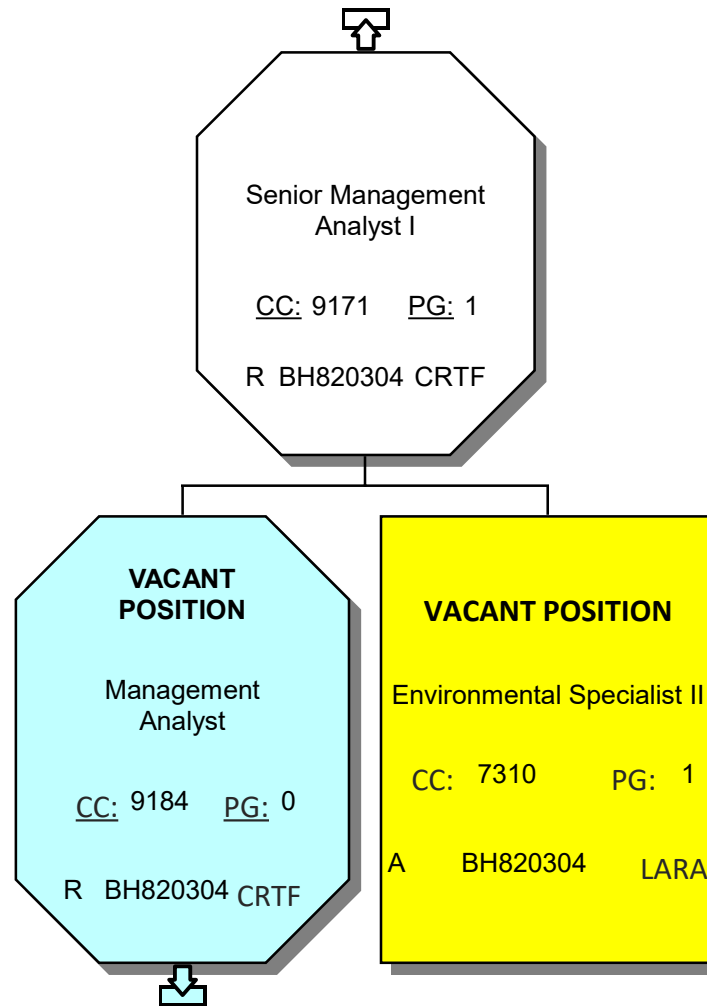 Senior Management
Analyst I
CC: 9171 PG: 1
R BH820304 CRTF
VACANT
POSITION
Management
Analyst
CC: 9184 PG: 0
R BH820304 CRTF
VACANT POSITION
Environmental Specialist II
CC: 7310 PG: 1
A BH820304 LARA